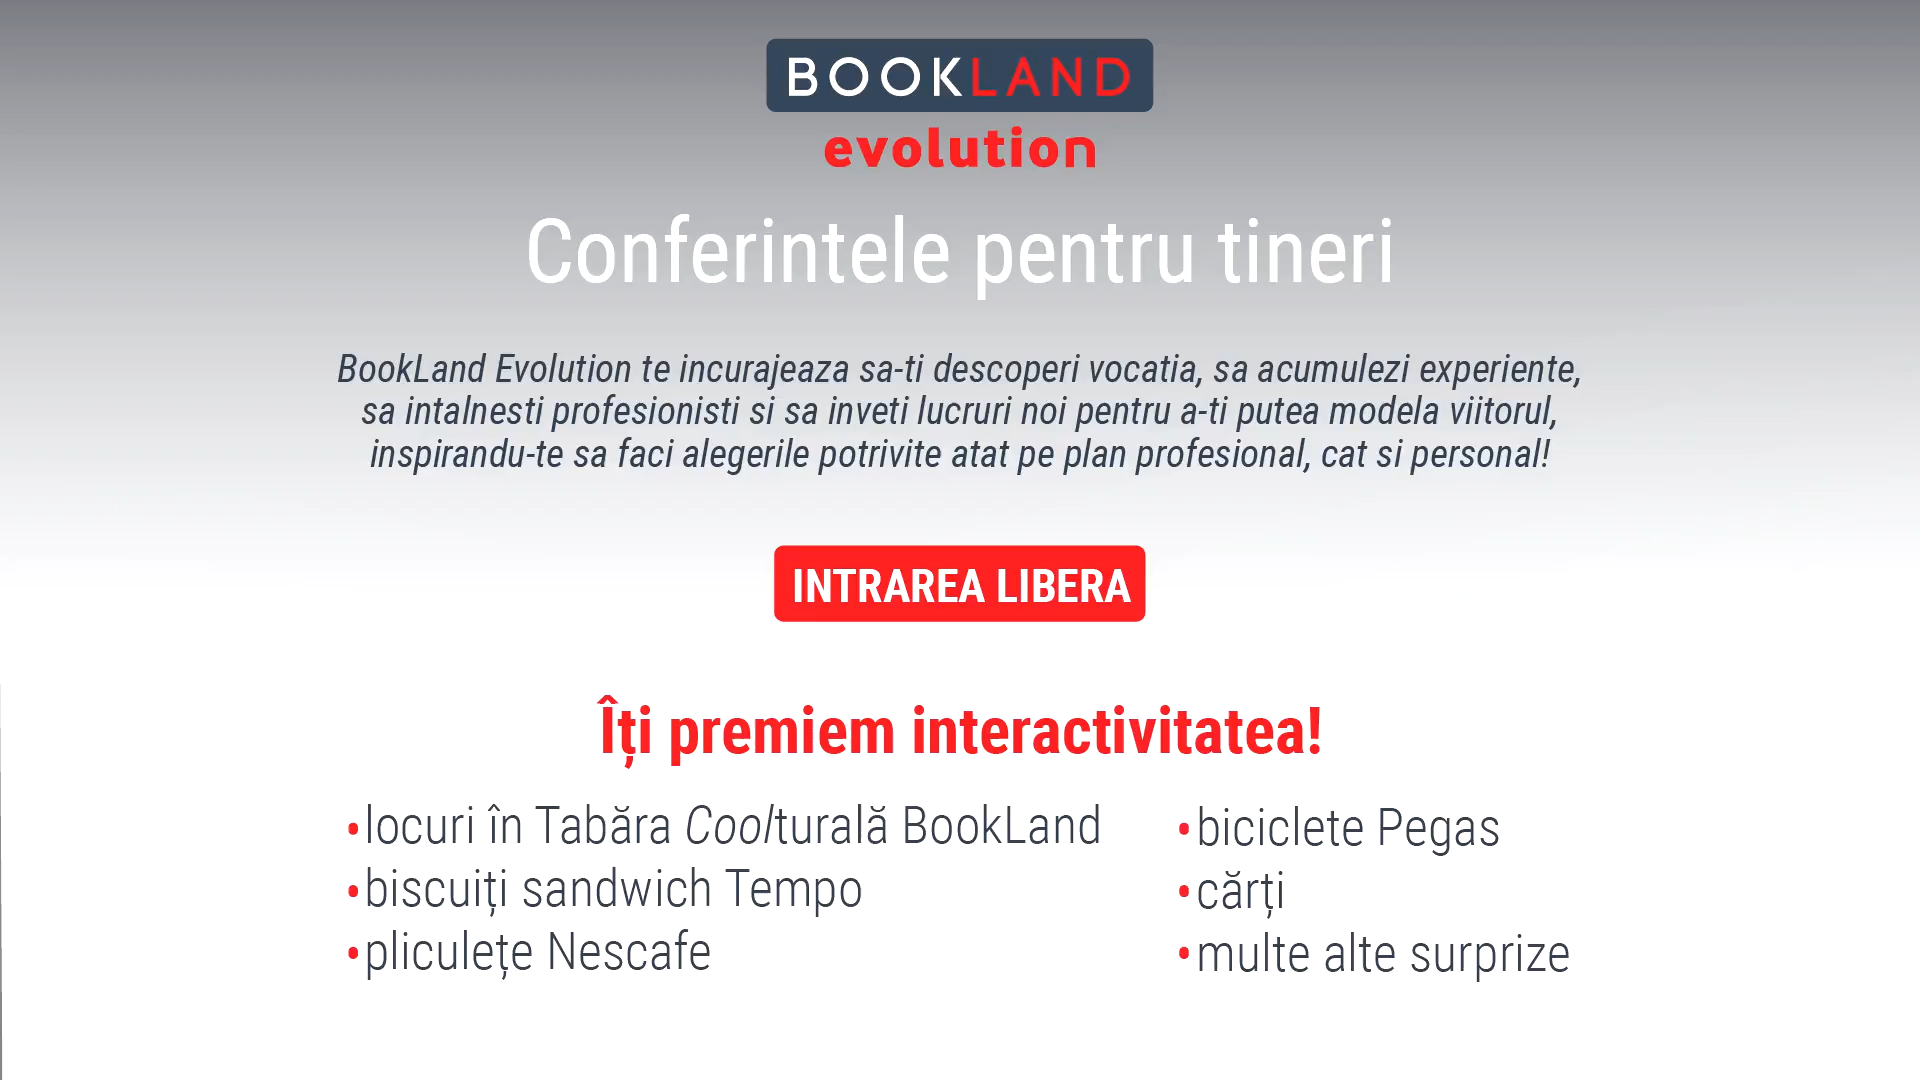 BOOKLAND
evolution
Conferintele pentru tineri
BookLand Evolution te incurajeaza sa-ti descoperi vocatia, sa acumulezi experiente,
sa intalnesti profesionisti si sa inveti lucruri noi pentru a-ti putea modela viitorul,
inspirandu-te sa faci alegerile potrivite atat pe plan profesional, cat si personal!
INTRAREA LIBERA
Îți premiem interactivitatea!
•locuri în Tabăra Coolturală BookLand
•biscuiți sandwich Tempo
•pliculețe Nescafe
•biciclete Pegas
•cărți
•multe alte surprize